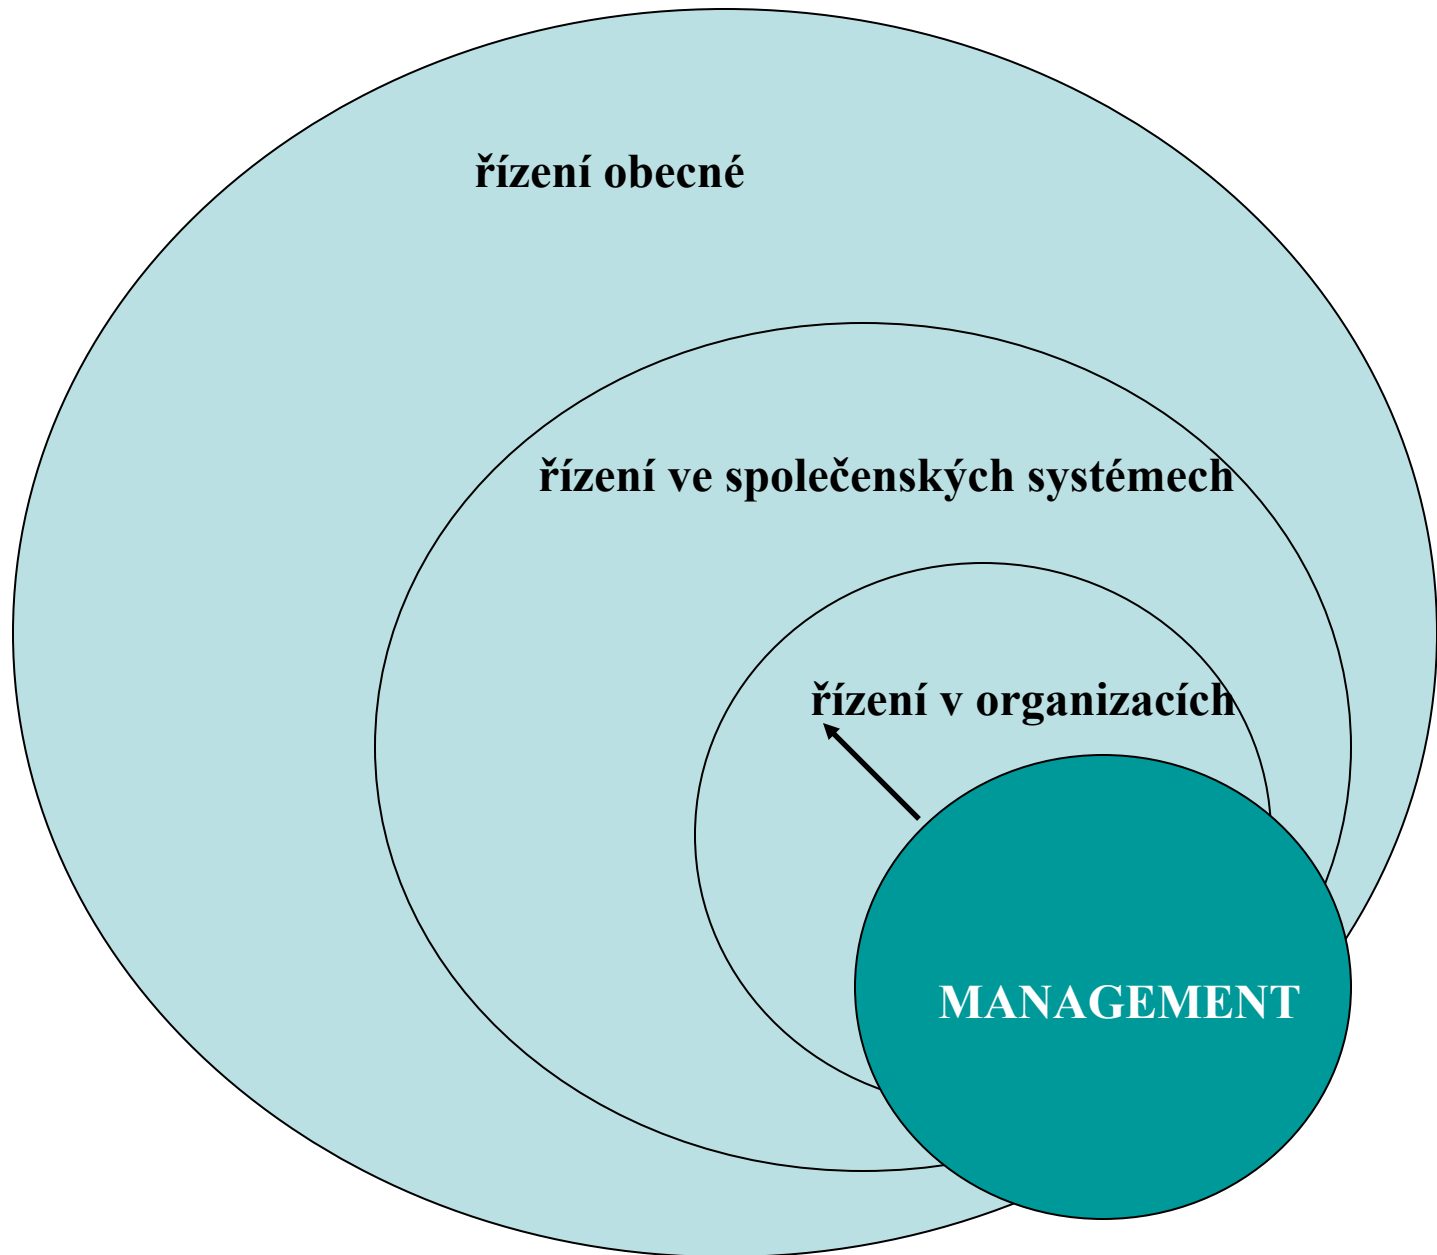 řízení obecné
řízení ve společenských systémech
řízení v organizacích
MANAGEMENT